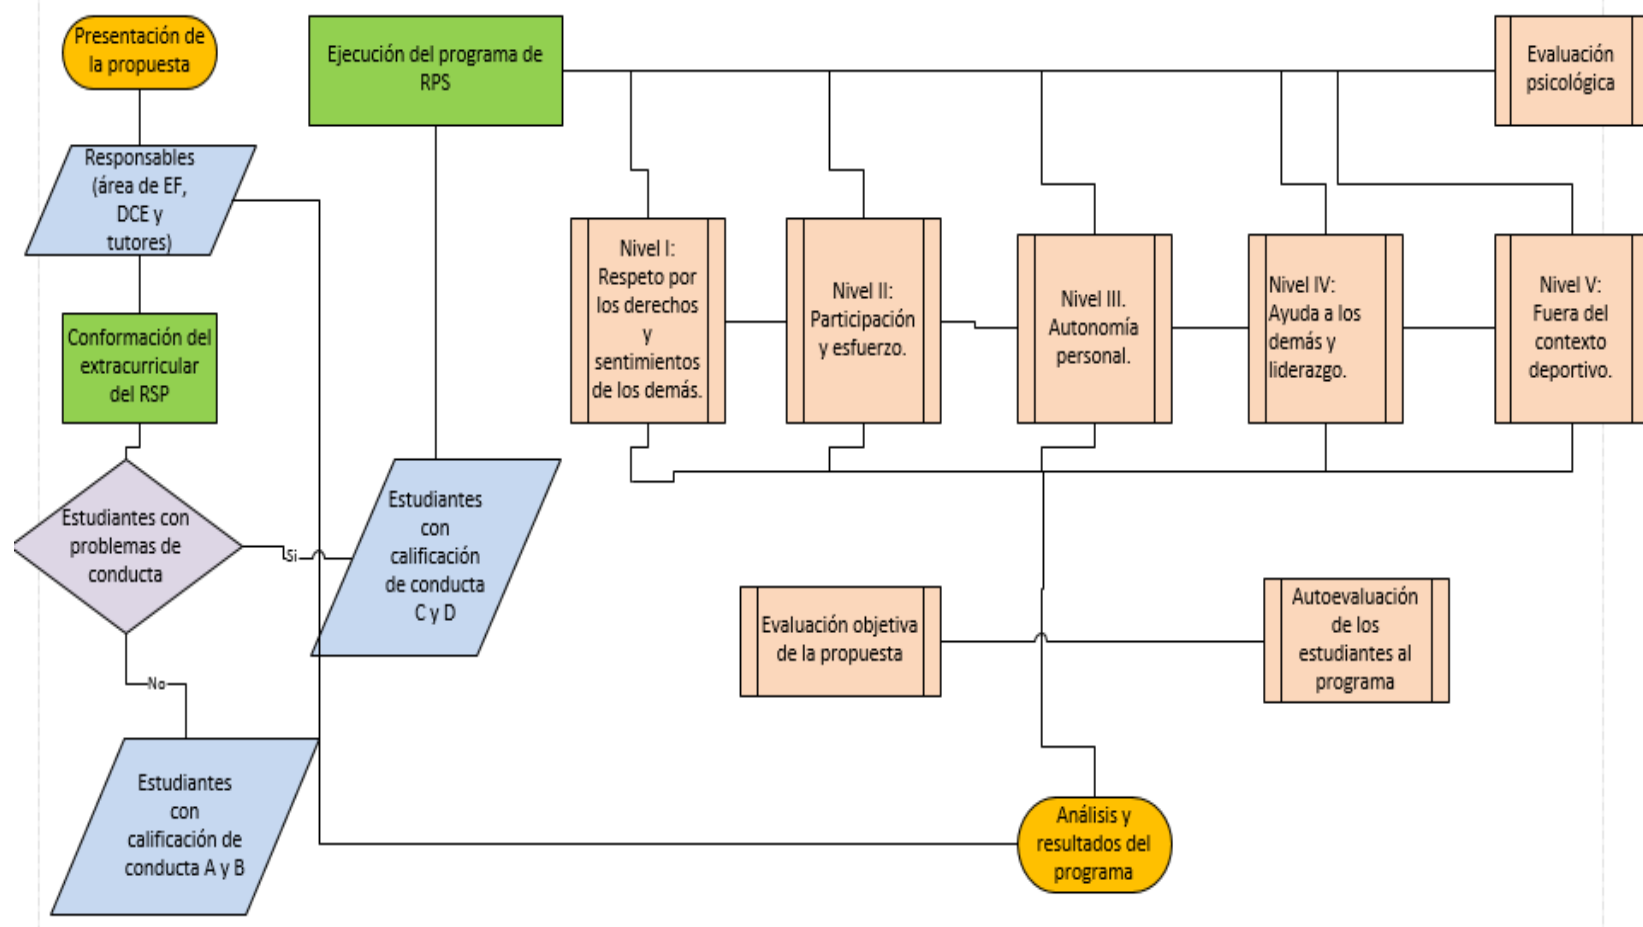 Presentación de
la propuesta
Responsables
(área de EF,
DCE y
tutores)
Conformación del
extracurricular
del RSP
Estudiantes con
problemas de
conducta
Si
No
Estudiantes
con
calificación de
conducta A y B
Estudiantes
con
calificación
de conducta
C y D
Ejecución del programa de
RPS
Evaluación
psicológica
Nivel I:
Respeto por
los derechos
y
sentimientos
de los demás.
Nivel II:
Participación
y esfuerzo.
Nivel III.
Autonomía
personal.
Nivel IV:
Ayuda a los
demás y
liderazgo.
Nivel V:
Fuera del
contexto
deportivo.
Evaluación objetiva
de la propuesta
Autoevaluación
de los
estudiantes al
programa
Análisis y
resultados del
programa